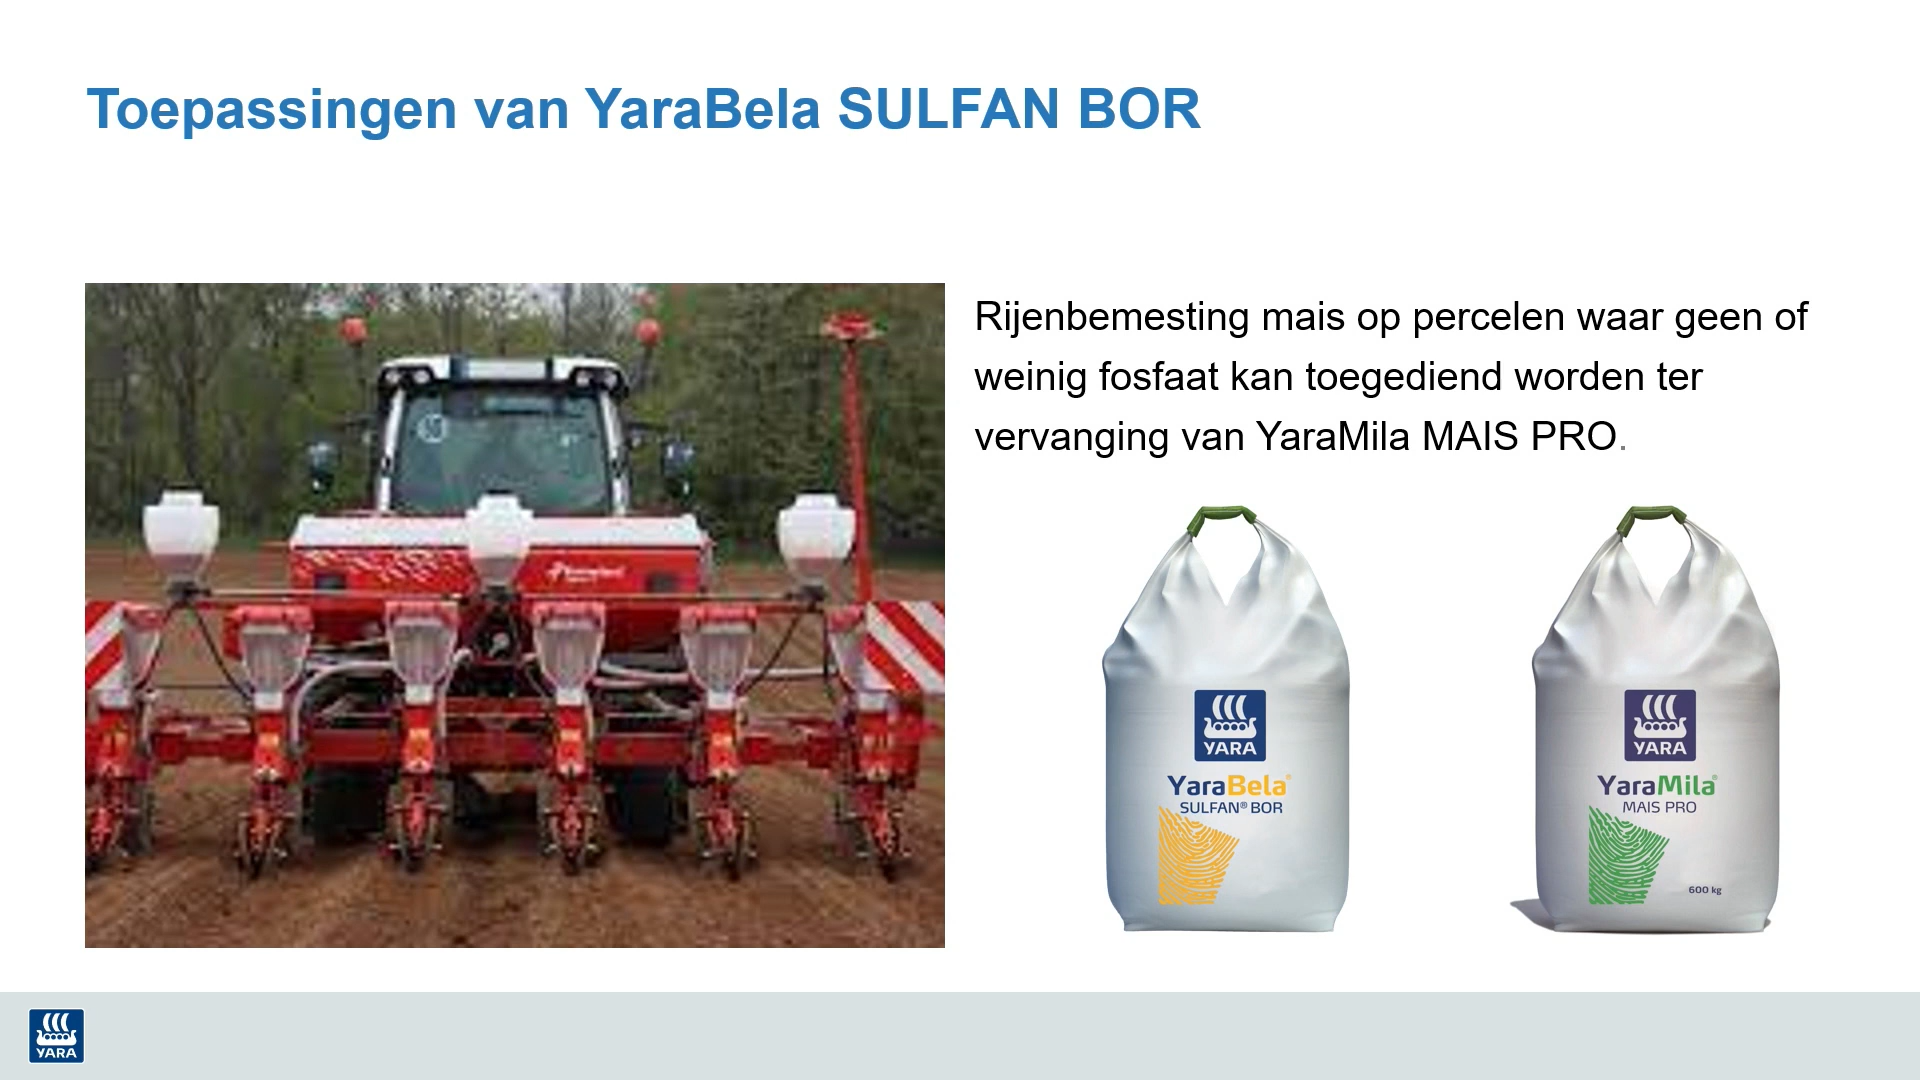 Toepassingen van YaraBela SULFAN BOR
Rijenbemesting mais op percelen waar geen of
weinig fosfaat kan toegediend worden ter
vervanging van YaraMila MAIS PRO.
YARA
YaraBela®
SULFAN® BOR
YARA
YaraMila®
MAIS PRO
600 kg
YARA